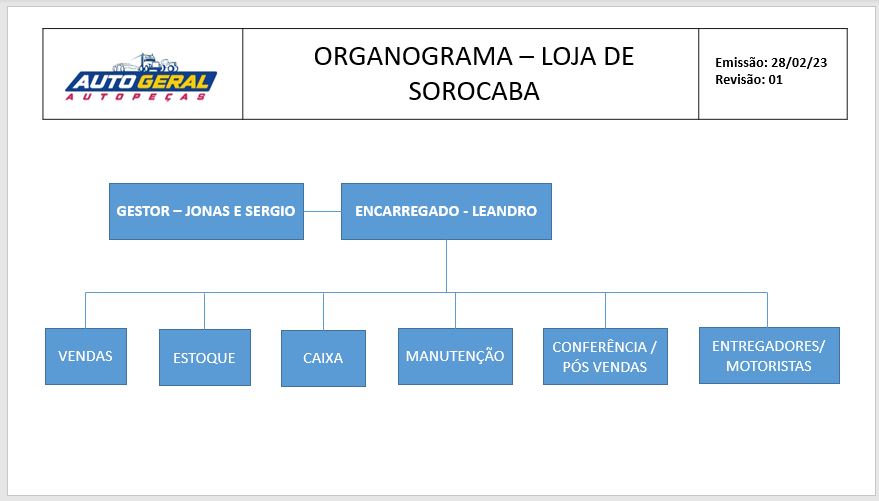 AUTO GERAL
AUTOPEÇAS
ORGANOGRAMA – LOJA DE
SOROCABA
Emissão: 28/02/23
Revisão: 01
GESTOR – JONAS E SERGIO
ENCARREGADO - LEANDRO
VENDAS
ESTOQUE
CAIXA
MANUTENÇÃO
CONFERÊNCIA /
PÓS VENDAS
ENTREGADORES/
MOTORISTAS